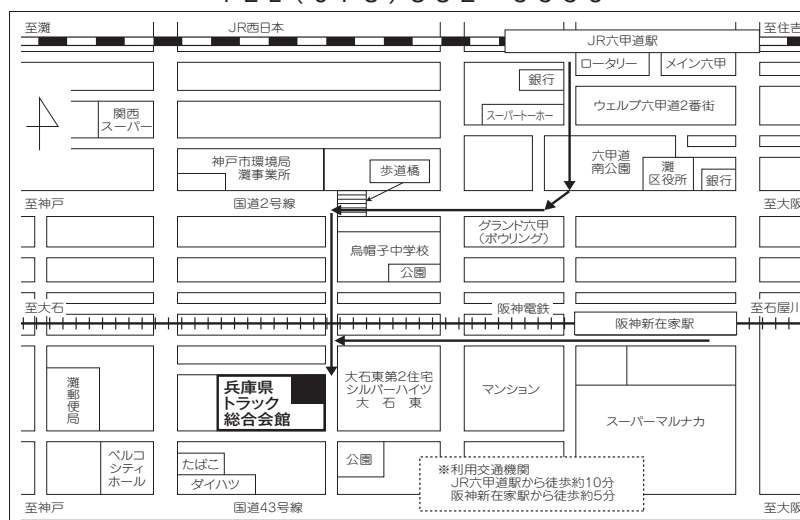 至灘
JR西日本
JR六甲道駅
至住吉
ロータリー
メイン六甲
銀行
関西
スーパー
スーパートーホー
ウェルブ六甲道2番街
神戸市環境局
灘事業所
歩道橋
六甲道
南公園
灘
区役所
銀行
至神戸
国道2号線
至大阪
グランド六甲
(ボウリング)
烏帽子中学校
公園
至大石
阪神電鉄
至石屋川
阪神新在家駅
灘郵便局
兵庫県
トラック
総合会館
大石東第2住宅
シルバーハイツ
大石東
マンション
スーパーマルナカ
ベルコ
シティ
ホール
たばこ
ダイハツ
公園
※利用交通機関
JR六甲道駅から徒歩約10分
阪神新在家駅から徒歩約5分
至神戸
国道43号線
至大阪